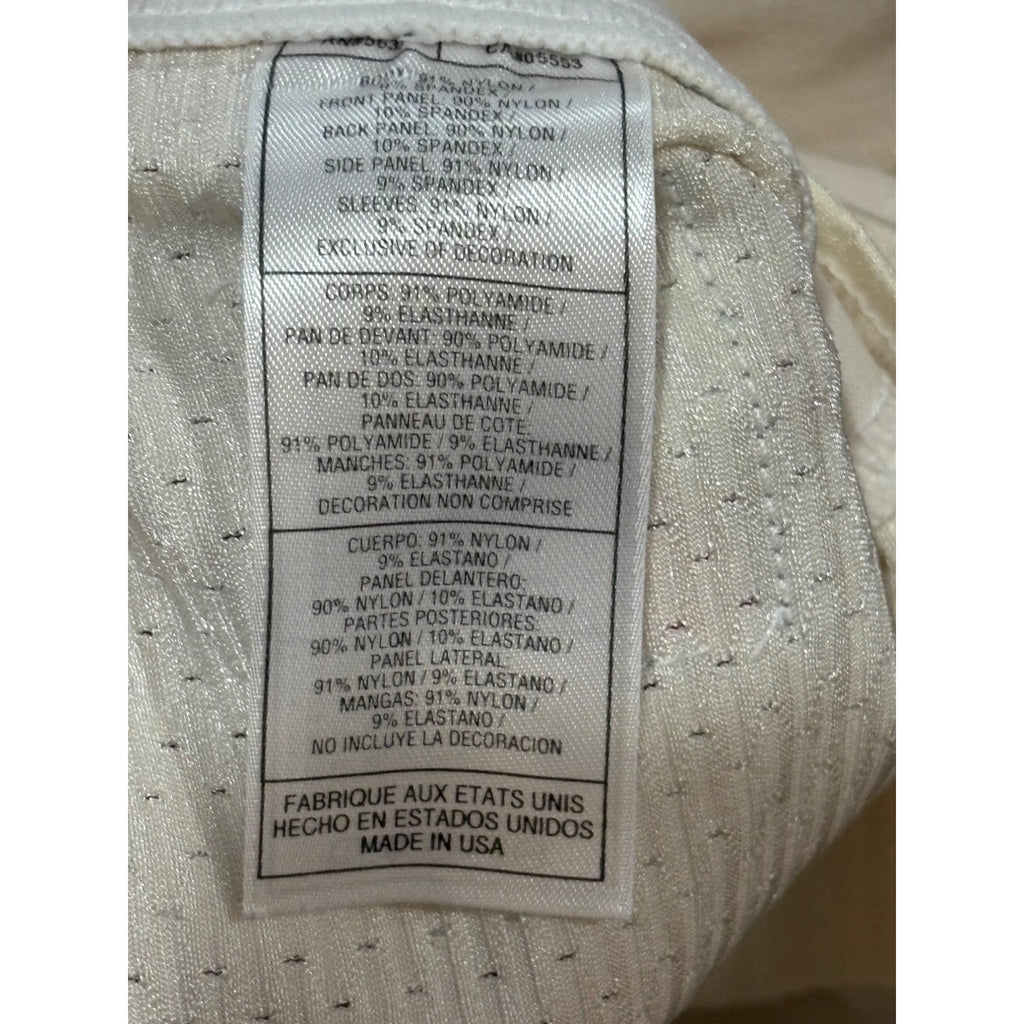 BODY: 91% NYLON /
9% SPANDEX /
FRONT PANEL: 90% NYLON /
10% SPANDEX /
BACK PANEL: 90% NYLON /
10% SPANDEX /
SIDE PANEL: 91% NYLON /
9% SPANDEX /
SLEEVES: 91% NYLON /
9% SPANDEX /
EXCLUSIVE OF DECORATION
CORPS: 91% POLYAMIDE /
9% ELASTHANNE /
PAN DE DEVANT: 90% POLYAMIDE /
10% ELASTHANNE /
PAN DE DOS: 90% POLYAMIDE /
10% ELASTHANNE /
PANNEAU DE COTE:
91% POLYAMIDE / 9% ELASTHANNE /
MANCHES: 91% POLYAMIDE /
9% ELASTHANNE /
DECORATION NON COMPRISE
CUERPO: 91% NYLON /
9% ELASTANO /
PANEL DELANTERO:
90% NYLON / 10% ELASTANO /
PARTES POSTERIORES:
90% NYLON / 10% ELASTANO /
PANEL LATERAL:
91% NYLON / 9% ELASTANO /
MANGAS: 91% NYLON /
9% ELASTANO /
NO INCLUYE LA DECORACION
FABRIQUE AUX ETATS UNIS
HECHO EN ESTADOS UNIDOS
MADE IN USA